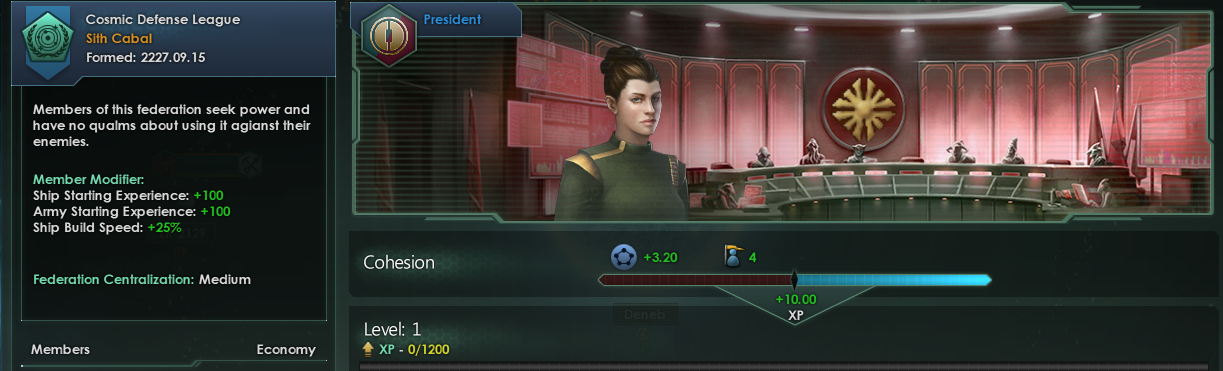 Cosmic Defense League
Sith Cabal
Formed: 2227.09.15
Members of this federation seek power and
have no qualms about using it agianst their
enemies.
Member Modifier:
Ship Starting Experience: +100
Army Starting Experience: +100
Ship Build Speed: +25%
Federation Centralization: Medium
Members Economy
President
Cohesion
+3.20 4
+10.00
XP
Deneb
Level: 1
XP - 0/1200